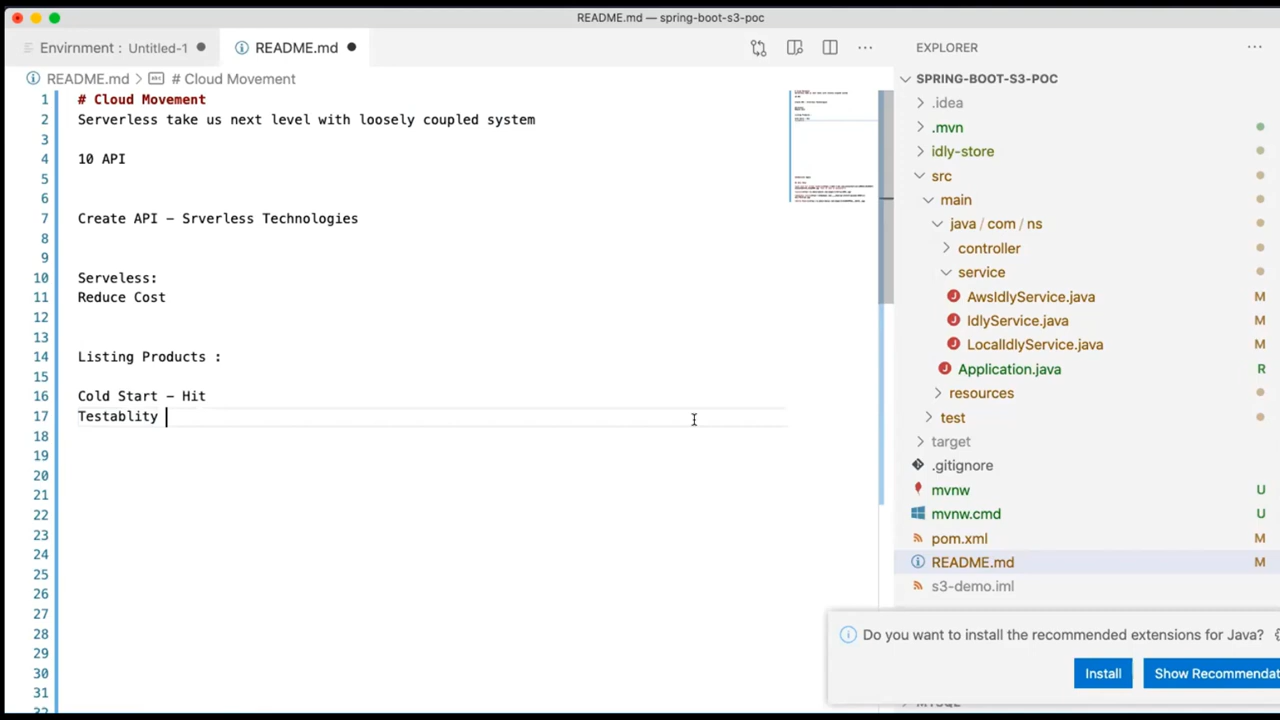 README.md — spring-boot-s3-poc
Envirnment : Untitled-1
README.md
EXPLORER
README.md > # Cloud Movement
SPRING-BOOT-S3-POC
1 # Cloud Movement
2 Serverless take us next level with loosely coupled system
3
4 10 API
5
6
7 Create API – Srverless Technologies
8
9
10 Serveless:
11 Reduce Cost
12
13
14 Listing Products :
15
16 Cold Start – Hit
17 Testablity
18
19
20
21
22
23
24
25
26
27
28
29
30
31
.idea
.mvn
idly-store
src
main
java / com / ns
controller
service
AwsIdlyService.java M
IdlyService.java M
LocalIdlyService.java M
Application.java R
resources
test
target
.gitignore
mvnw U
mvnw.cmd U
pom.xml M
README.md M
s3-demo.iml
Do you want to install the recommended extensions for Java?
Install
Show Recommendat